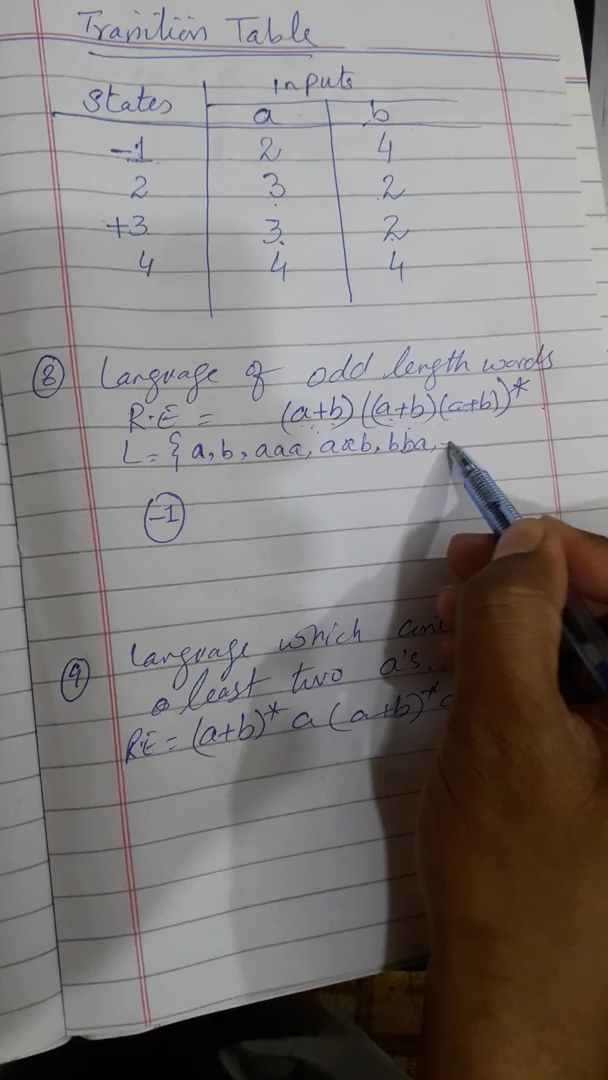 Tranition Table
States inputs
a b
-1 2 4
2 3 2
+3 3 2
4 4 4
(8) Language of odd length words
R.E = (a+b)((a+b)(a+b))*
L = { a, b, aaa, aab, bba,
-1
(9) Language which
least two a's.
RE = (a+b)* a (a+b)*